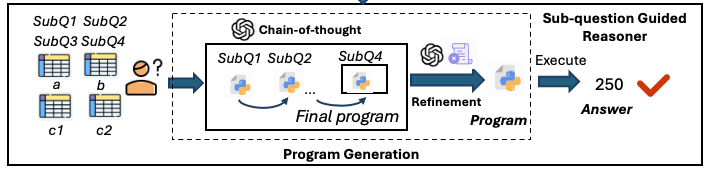 SubQ1 SubQ2
SubQ3 SubQ4
a b
c1 c2
?
Chain-of-thought
SubQ1 SubQ2 SubQ4
...
Final program
Refinement
Program
Program Generation
Sub-question Guided
Reasoner
Execute
250
Answer